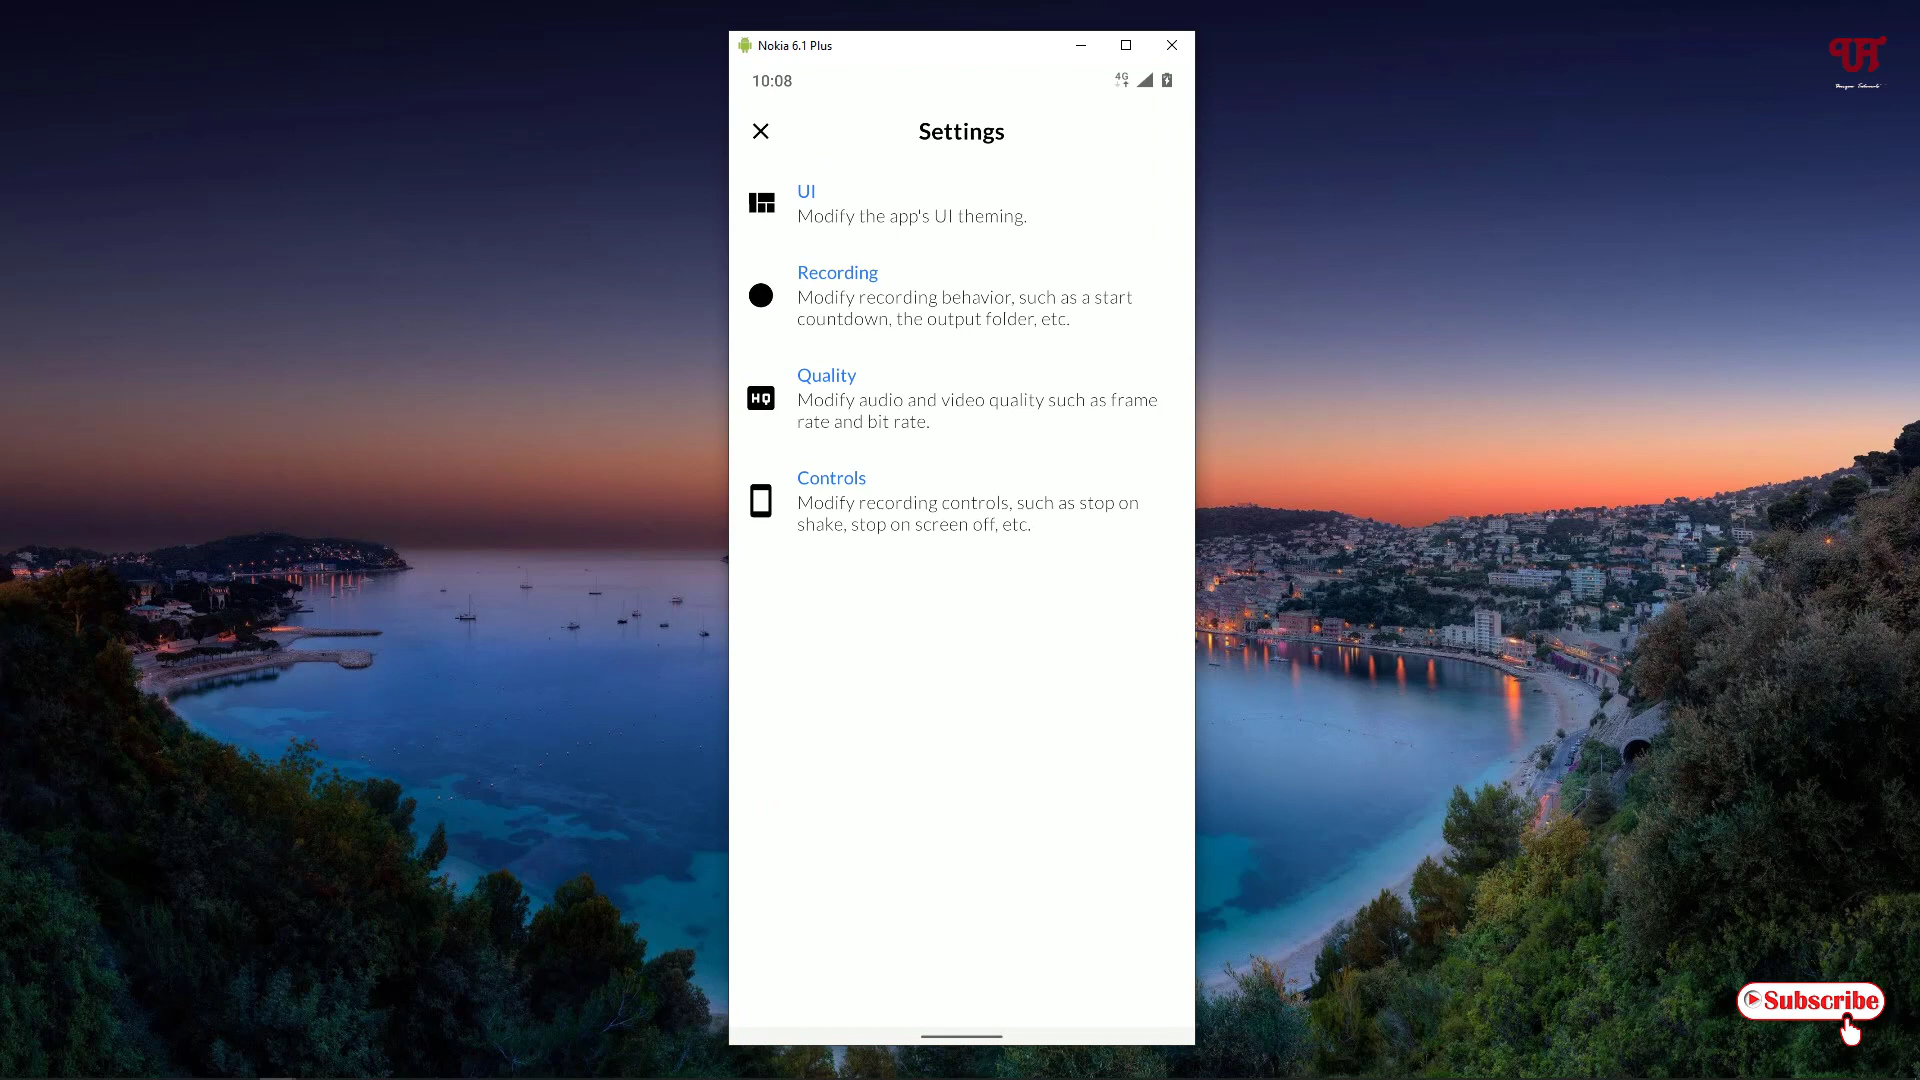 Nokia 6.1 Plus
10:08
4G
Settings
UI
Modify the app's UI theming.
Recording
Modify recording behavior, such as a start
countdown, the output folder, etc.
HQ
Quality
Modify audio and video quality such as frame
rate and bit rate.
Controls
Modify recording controls, such as stop on
shake, stop on screen off, etc.
UT
Subscribe